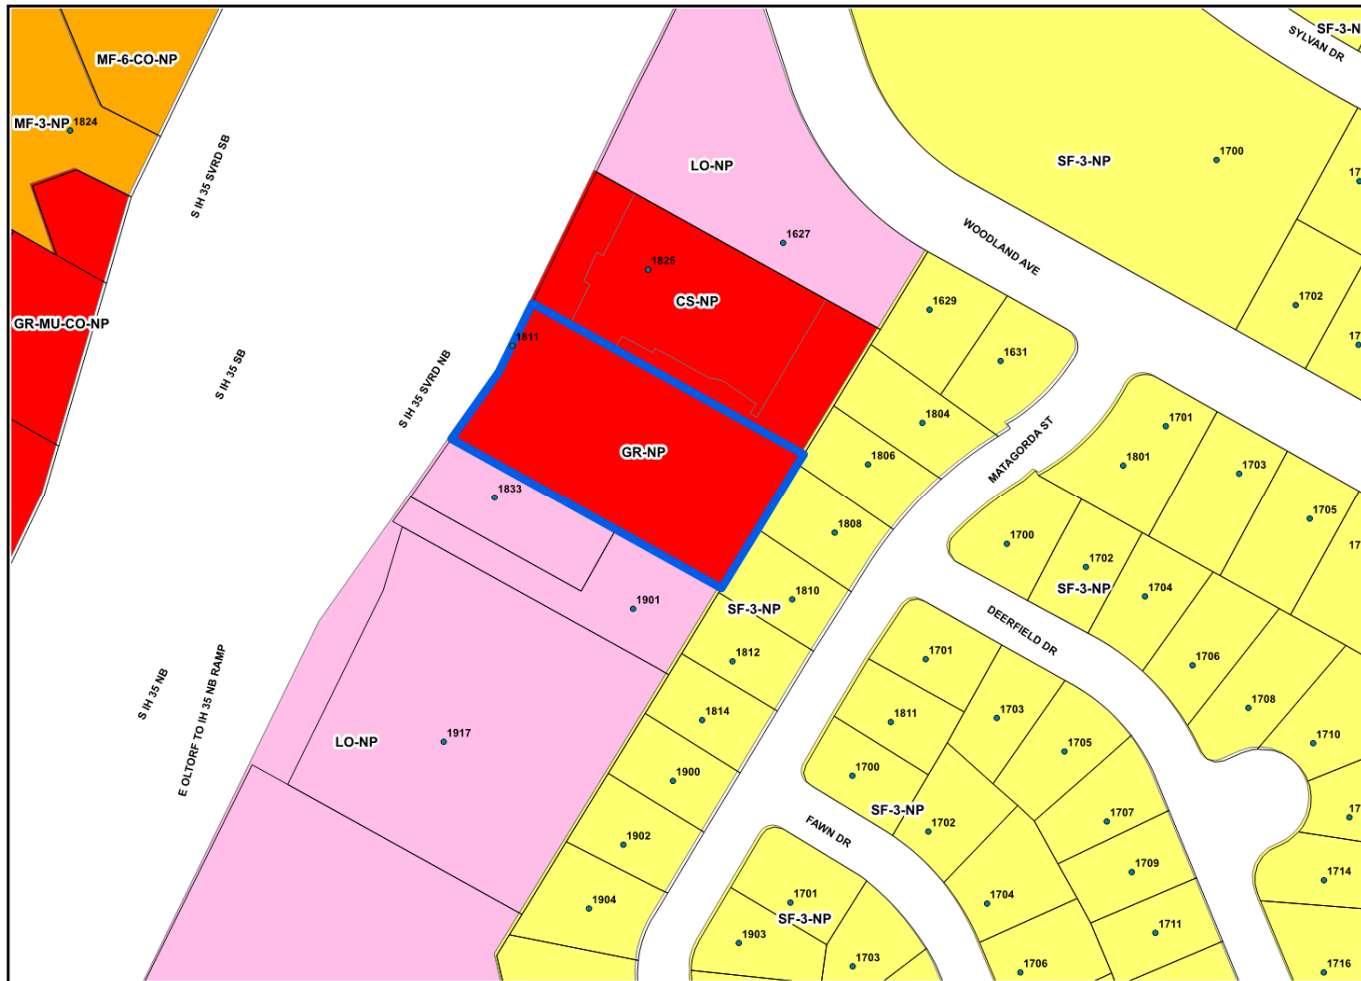 MF-6-CO-NP
SF-3-N
SYLVAN DR
MF-3-NP
1824
S IH 35 SVRD SB
LO-NP
SF-3-NP
1700
17
1627
WOODLAND AVE
1825
CS-NP
1629
1702
GR-MU-CO-NP
1811
1631
17
S IH 35 SB
S IH 35 SVRD NB
1804
1701
MATAGORDA ST
GR-NP
1806
1801
1703
1833
1705
1808
1700
17
1702
SF-3-NP
1704
1810
SF-3-NP
1901
DEERFIELD DR
1812
1701
1706
S IH 35 NB
E OLTORF TO IH 35 NB RAMP
1814
1811
1703
1708
LO-NP
1917
1705
1710
1900
1700
SF-3-NP
1702
1707
17
FAWN DR
1902
1709
1714
1904
1701
SF-3-NP
1704
1903
1711
1703
1706
1716